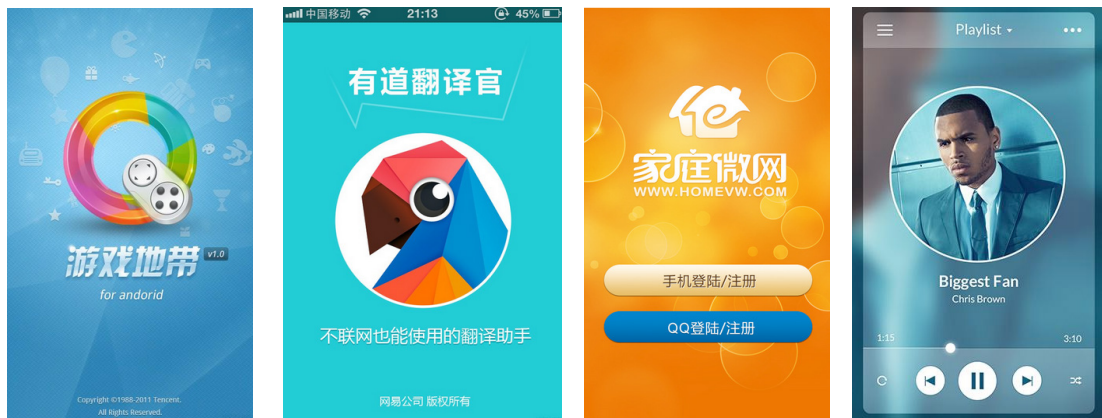 游戏地带
v1.0
for andorid
Copyright ©1988-2011 Tencent.
All Rights Reserved.
中国移动
21:13
45%
有道翻译官
不联网也能使用的翻译助手
网易公司 版权所有
e
家庭微网
WWW.HOMEVW.COM
手机登陆/注册
QQ登陆/注册
Playlist
Biggest Fan
Chris Brown
1:15
3:10